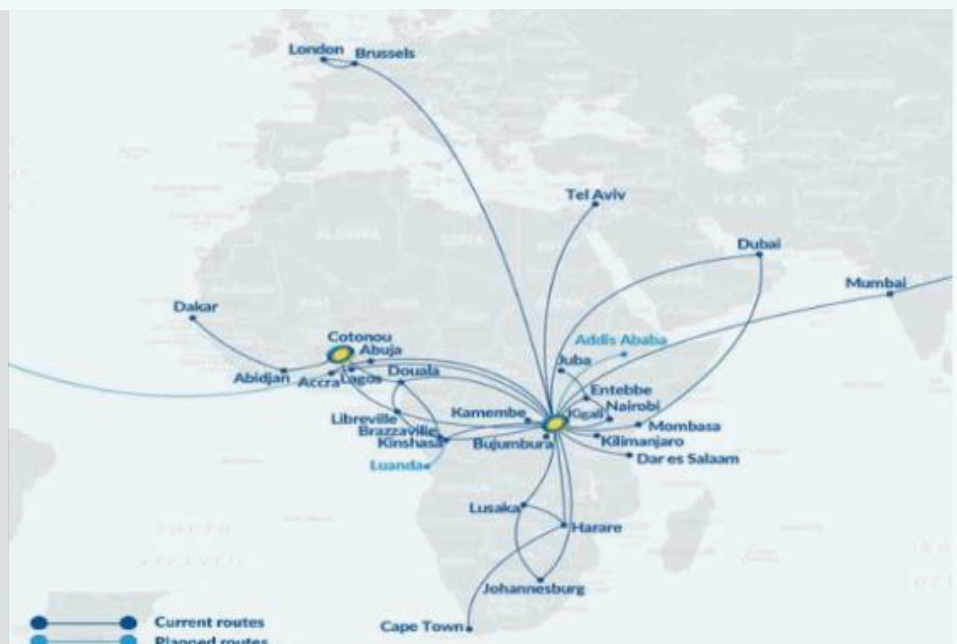 London
Brussels
Tel Aviv
Dubai
Mumbai
Dakar
Cotonou
Abuja
Addis Ababa
Juba
Abidjan
Accra
Lagos
Douala
Entebbe
Libreville
Kamembe
Kigali
Nairobi
Brazzaville
Mombasa
Kinshasa
Bujumbura
Kilimanjaro
Luanda
Dar es Salaam
Lusaka
Harare
Johannesburg
Cape Town
Current routes
Planned routes
ALGERIA
LIBYA